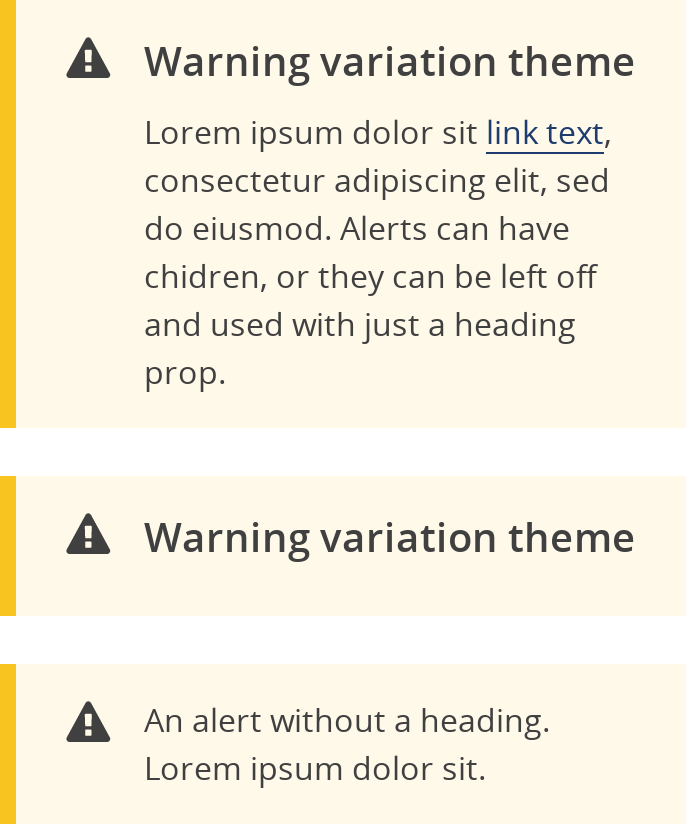 Warning variation theme
Lorem ipsum dolor sit link text,
consectetur adipiscing elit, sed
do eiusmod. Alerts can have
chidren, or they can be left off
and used with just a heading
prop.
Warning variation theme
An alert without a heading.
Lorem ipsum dolor sit.